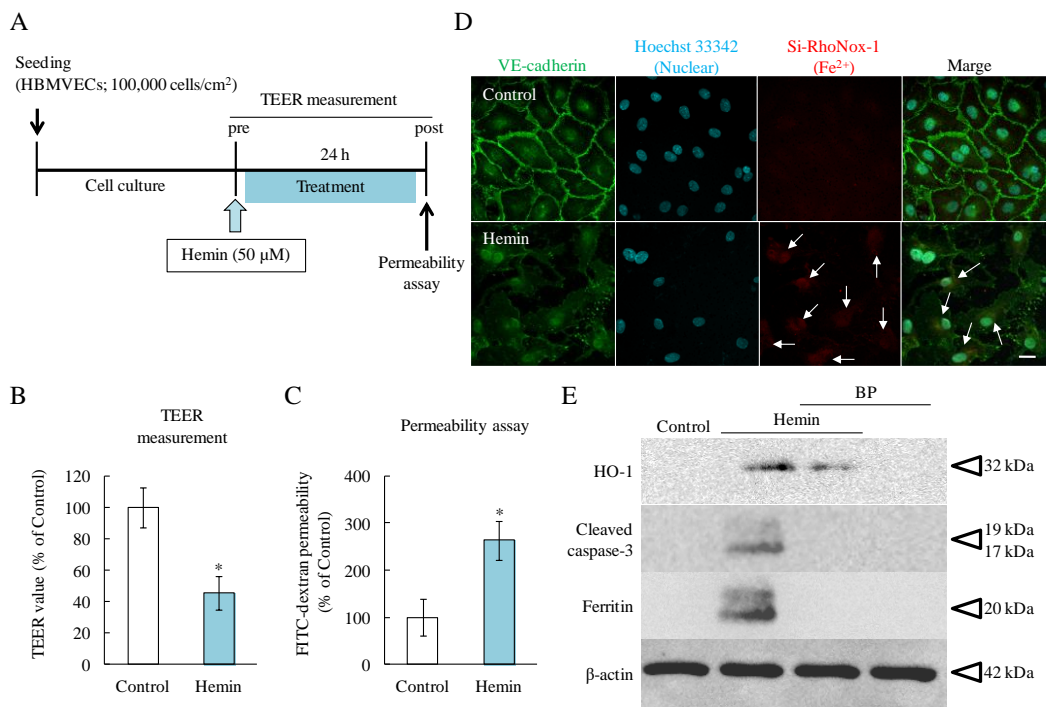 A
Seeding
(HBMVECs; 100,000 cells/cm²)
TEER measurement
pre
post
24 h
Cell culture
Treatment
Hemin (50 μM)
Permeability
assay
B
TEER
measurement
TEER value (% of Control)
120
100
80
60
40
20
0
*
Control
Hemin
C
Permeability assay
FITC-dextran permeability
(% of Control)
400
300
200
100
0
*
Control
Hemin
D
VE-cadherin
Hoechst 33342
(Nuclear)
Si-RhoNox-1
(Fe²⁺)
Marge
Control
Hemin
E
BP
Control
Hemin
HO-1
32 kDa
Cleaved
caspase-3
19 kDa
17 kDa
Ferritin
20 kDa
β-actin
42 kDa